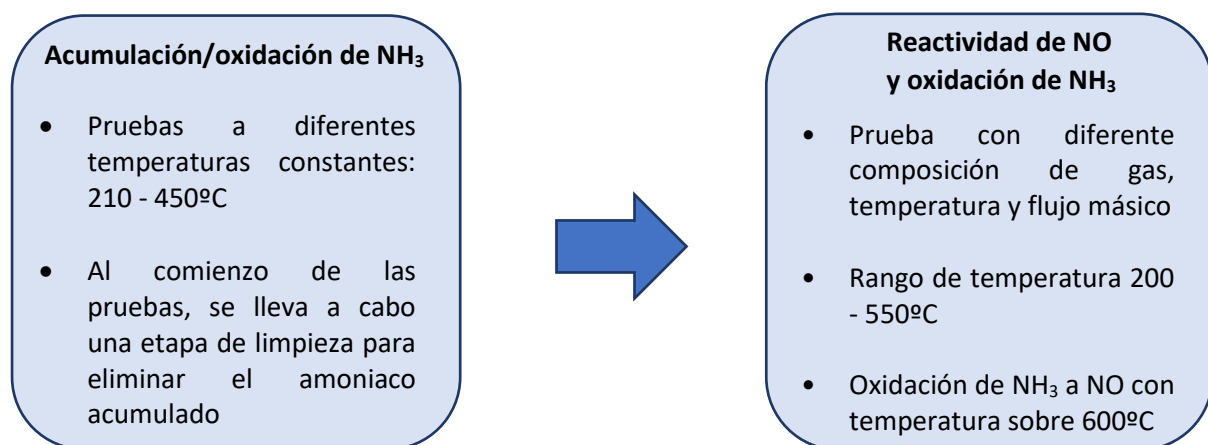 Acumulación/oxidación de NH₃
• Pruebas a diferentes
temperaturas constantes:
210 - 450ºC
• Al comienzo de las
pruebas, se lleva a cabo
una etapa de limpieza para
eliminar el amoniaco
acumulado
Reactividad de NO
y oxidación de NH₃
• Prueba con diferente
composición de gas,
temperatura y flujo másico
• Rango de temperatura 200
- 550ºC
• Oxidación de NH₃ a NO con
temperatura sobre 600ºC